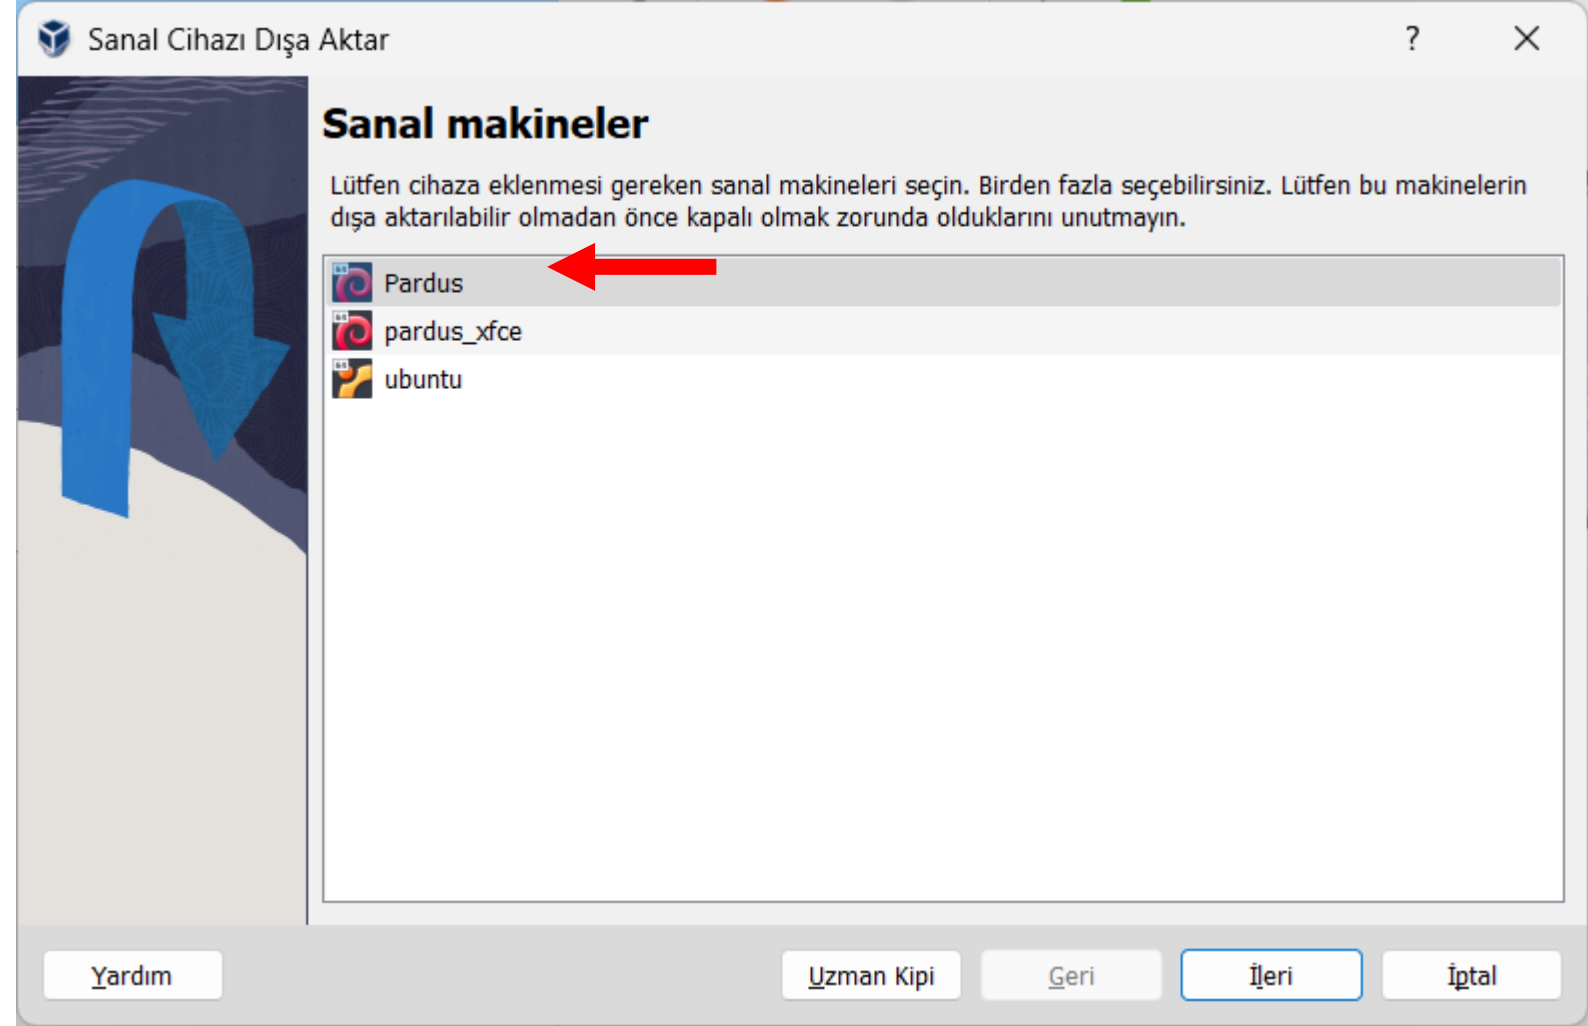 Sanal Cihazı Dışa Aktar
?
Sanal makineler
Lütfen cihaza eklenmesi gereken sanal makineleri seçin. Birden fazla seçebilirsiniz. Lütfen bu makinelerin
dışa aktarılabilir olmadan önce kapalı olmak zorunda olduklarını unutmayın.
Pardus
pardus_xfce
ubuntu
Yardım
Uzman Kipi
Geri
İleri
İptal